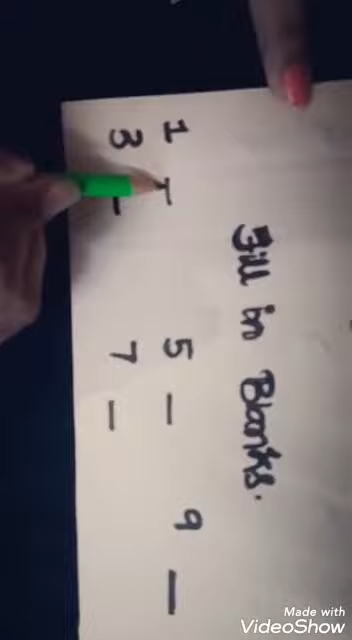 Fill in Blanks.
1 _ 5 _ 9 _
3 _ 7 _
Made with
VideoShow